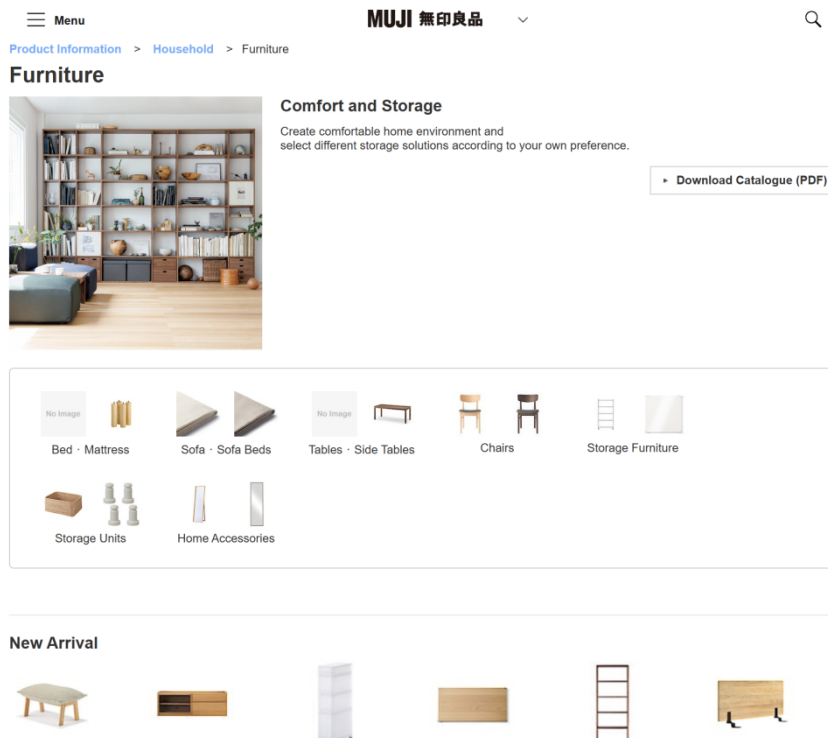 Menu
MUJI 無印良品
Product Information > Household > Furniture
Furniture
Comfort and Storage
Create comfortable home environment and
select different storage solutions according to your own preference.
Download Catalogue (PDF)
No Image
No Image
Bed · Mattress
Sofa · Sofa Beds
Tables · Side Tables
Chairs
Storage Furniture
Storage Units
Home Accessories
New Arrival